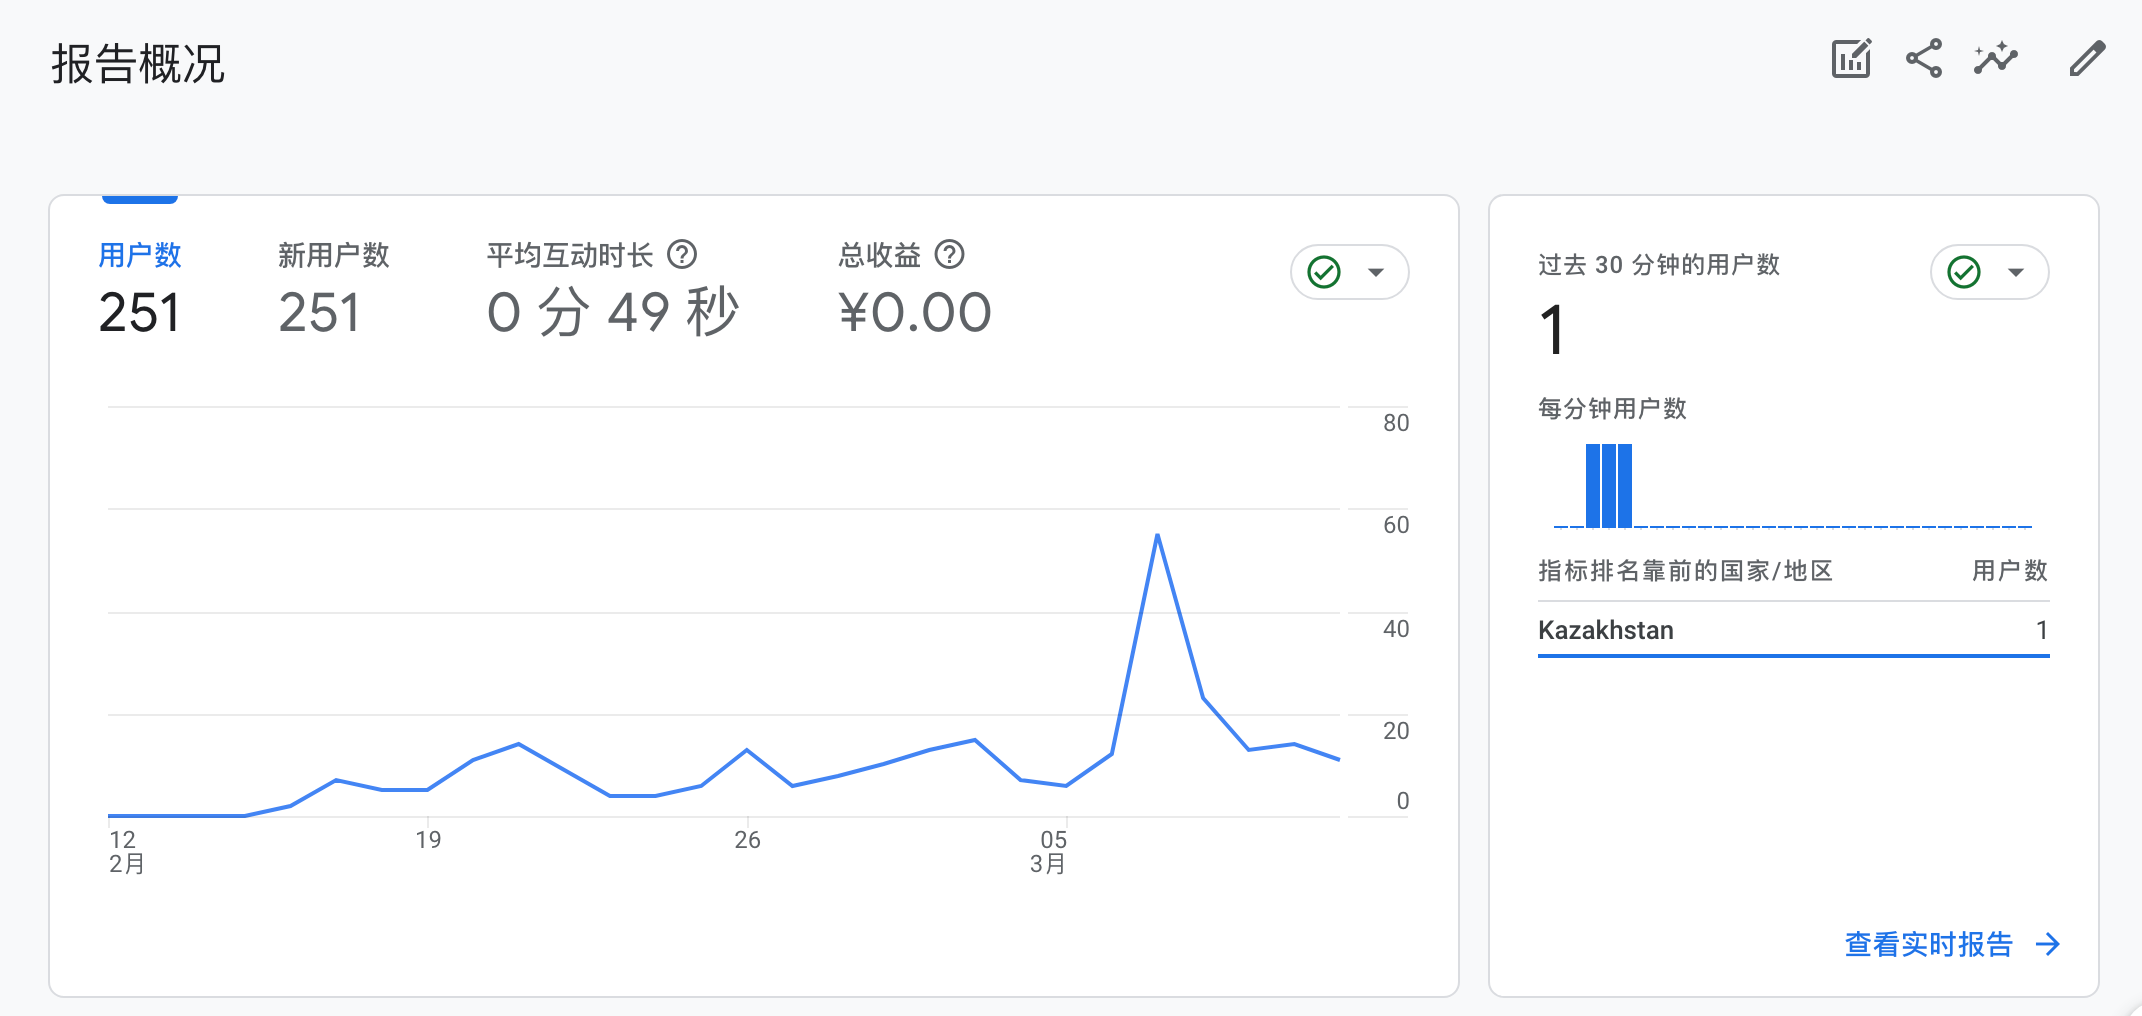 报告概况
用户数
251
新用户数
251
平均互动时长
0 分 49 秒
总收益
¥0.00
80
60
40
20
0
12
2月
19
26
05
3月
过去 30 分钟的用户数
1
每分钟用户数
指标排名靠前的国家/地区 用户数
Kazakhstan 1
查看实时报告